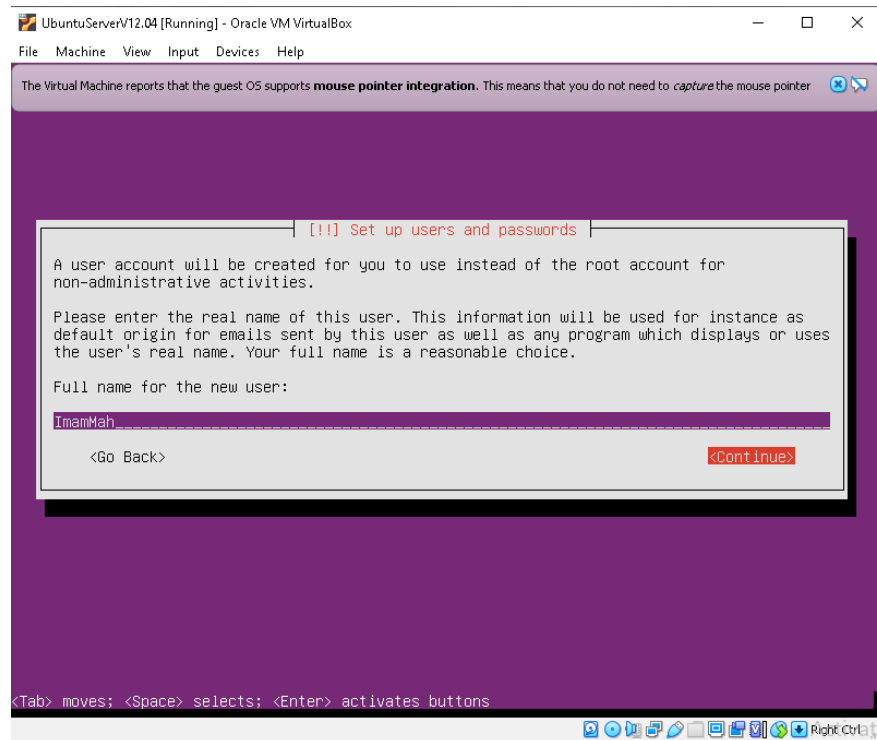 UbuntuServerV12.04 [Running] - Oracle VM VirtualBox
File Machine View Input Devices Help
The Virtual Machine reports that the guest OS supports mouse pointer integration. This means that you do not need to capture the mouse pointer
[!!] Set up users and passwords
A user account will be created for you to use instead of the root account for
non-administrative activities.
Please enter the real name of this user. This information will be used for instance as
default origin for emails sent by this user as well as any program which displays or uses
the user's real name. Your full name is a reasonable choice.
Full name for the new user:
ImamMah
<Go Back> <Continue>
<Tab> moves; <Space> selects; <Enter> activates buttons
Right Ctrl